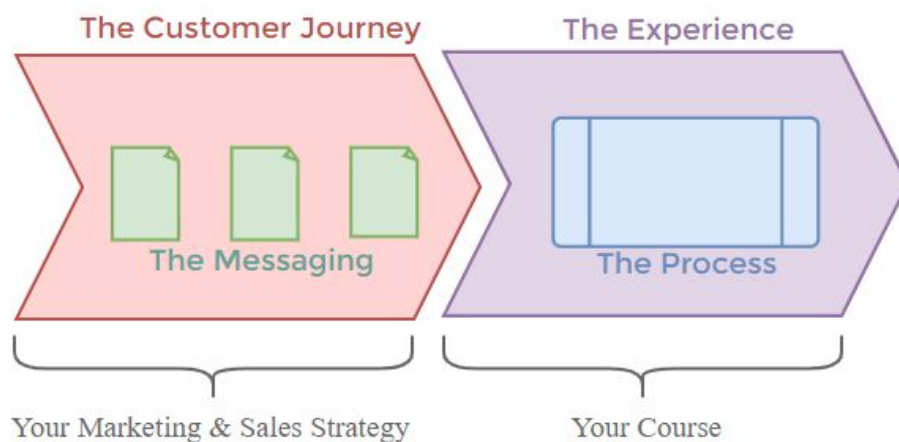 The Customer Journey
The Experience
The Messaging
The Process
Your Marketing & Sales Strategy
Your Course